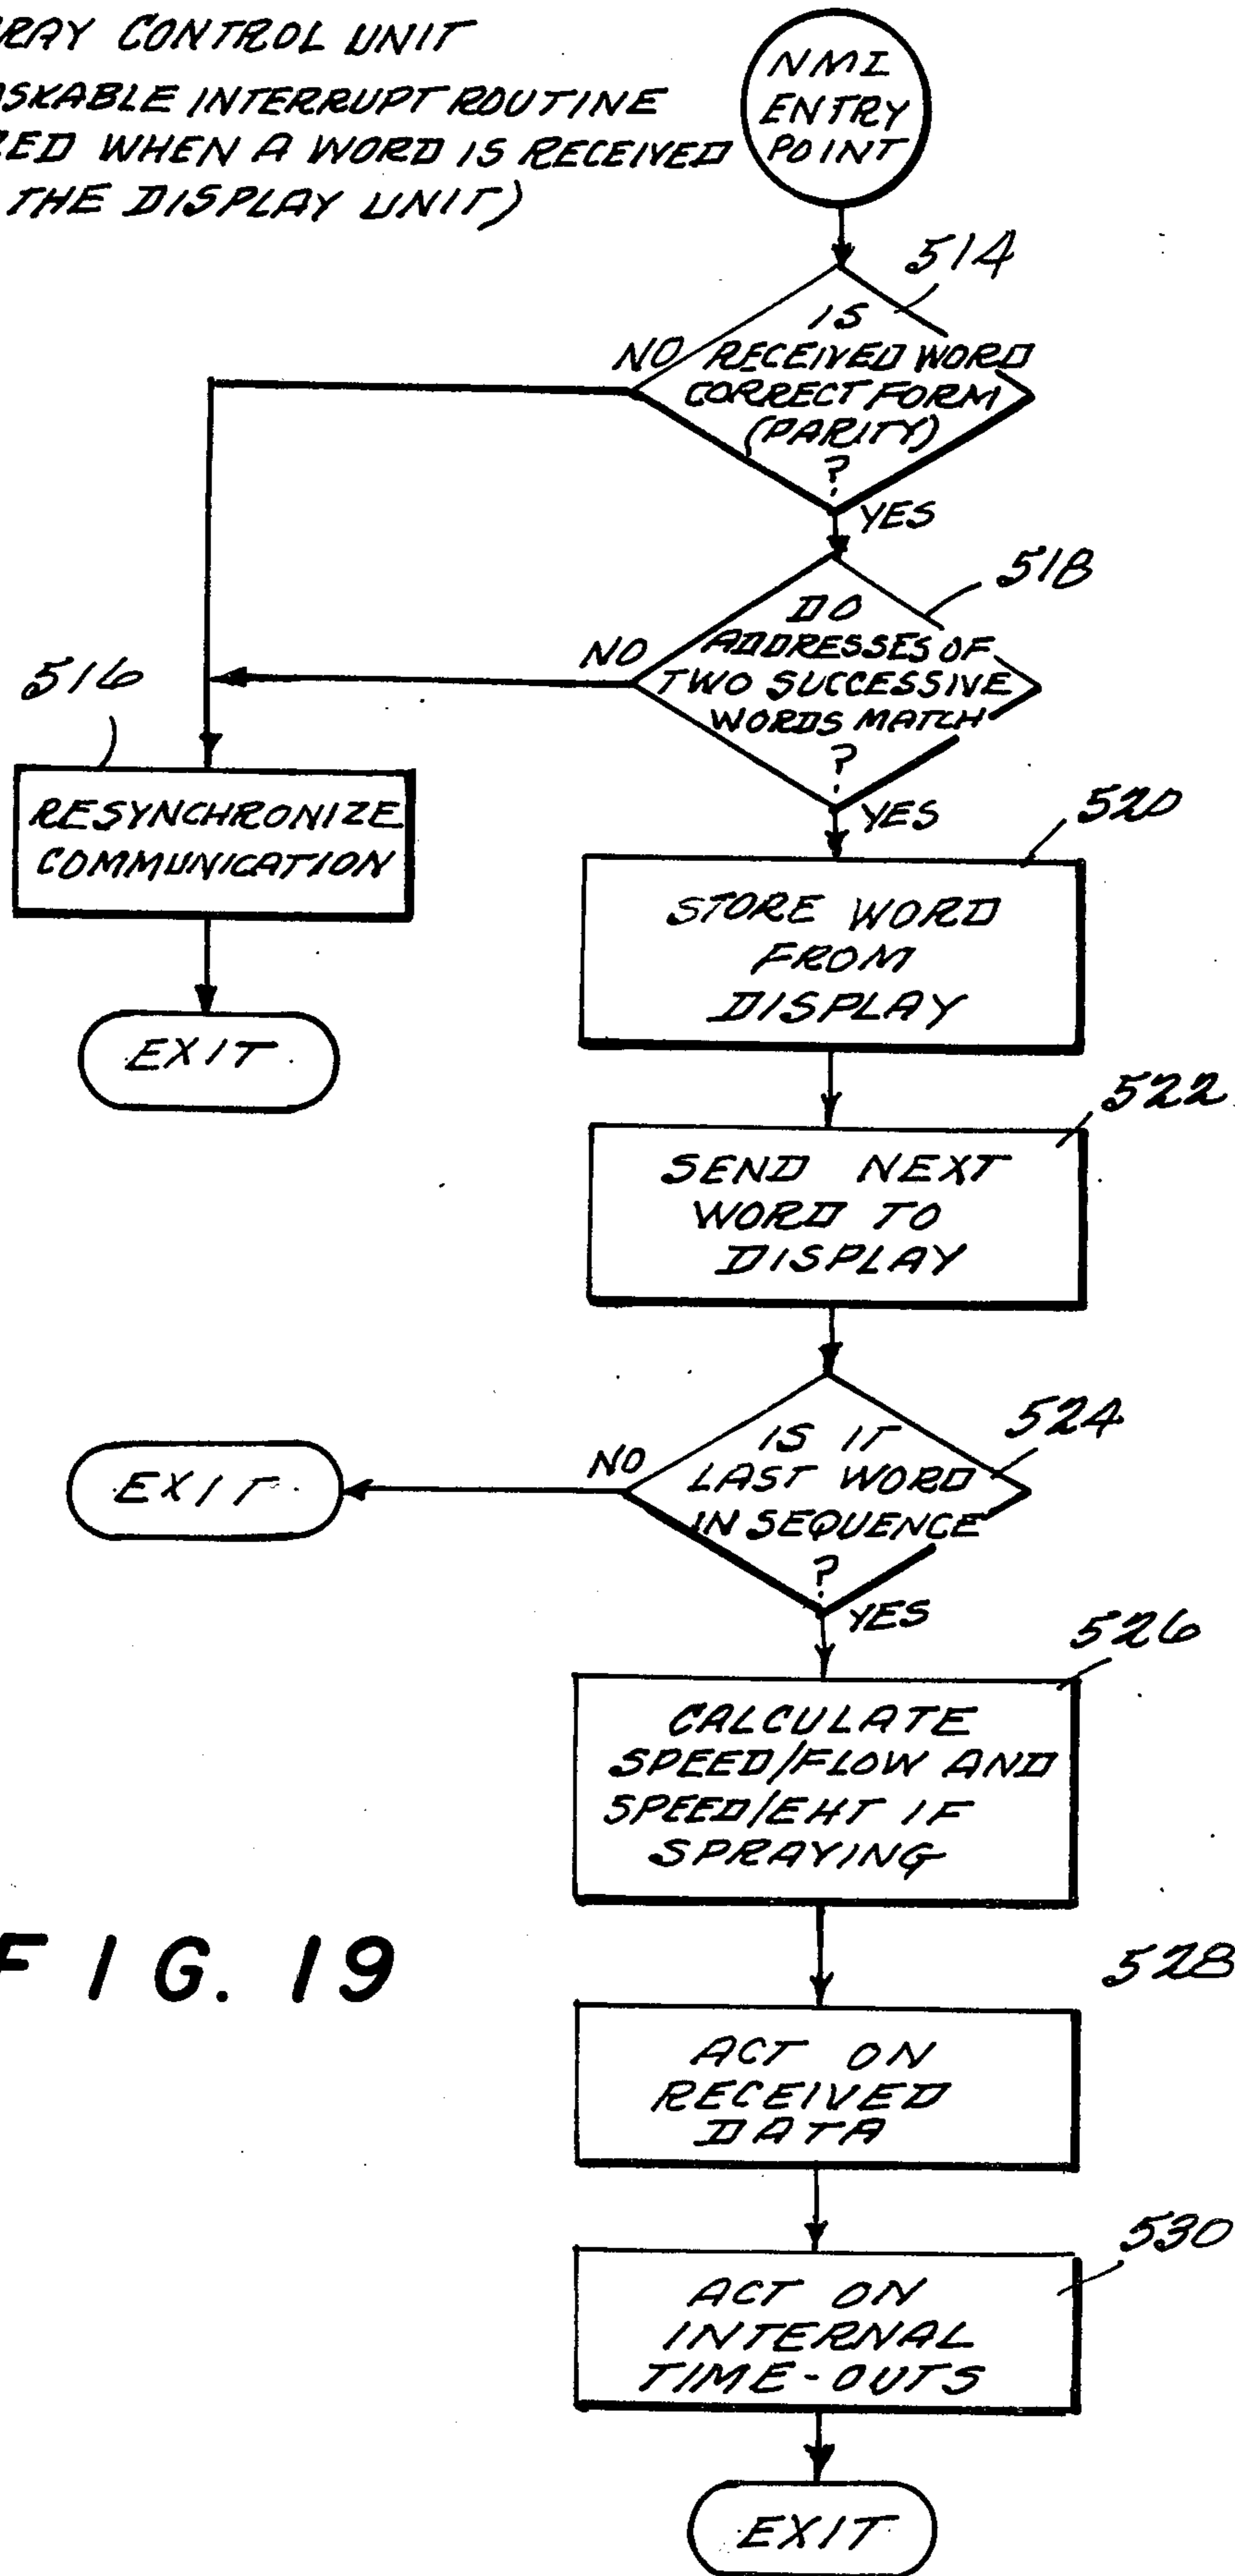 RAY CONTROL UNIT
SKABLE INTERRUPT ROUTINE
ED WHEN A WORD IS RECEIVED
THE DISPLAY UNIT)
NMI
ENTRY
POINT
514
IS
RECEIVED WORD
CORRECT FORM
(PARITY)
?
NO
YES
518
DO
ADDRESSES OF
TWO SUCCESSIVE
WORDS MATCH
?
NO
YES
516
RESYNCHRONIZE
COMMUNICATION
EXIT
520
STORE WORD
FROM
DISPLAY
522
SEND NEXT
WORD TO
DISPLAY
524
IS IT
LAST WORD
IN SEQUENCE
?
NO
EXIT
YES
526
CALCULATE
SPEED/FLOW AND
SPEED/EHT IF
SPRAYING
FIG. 19
528
ACT ON
RECEIVED
DATA
530
ACT ON
INTERNAL
TIME-OUTS
EXIT